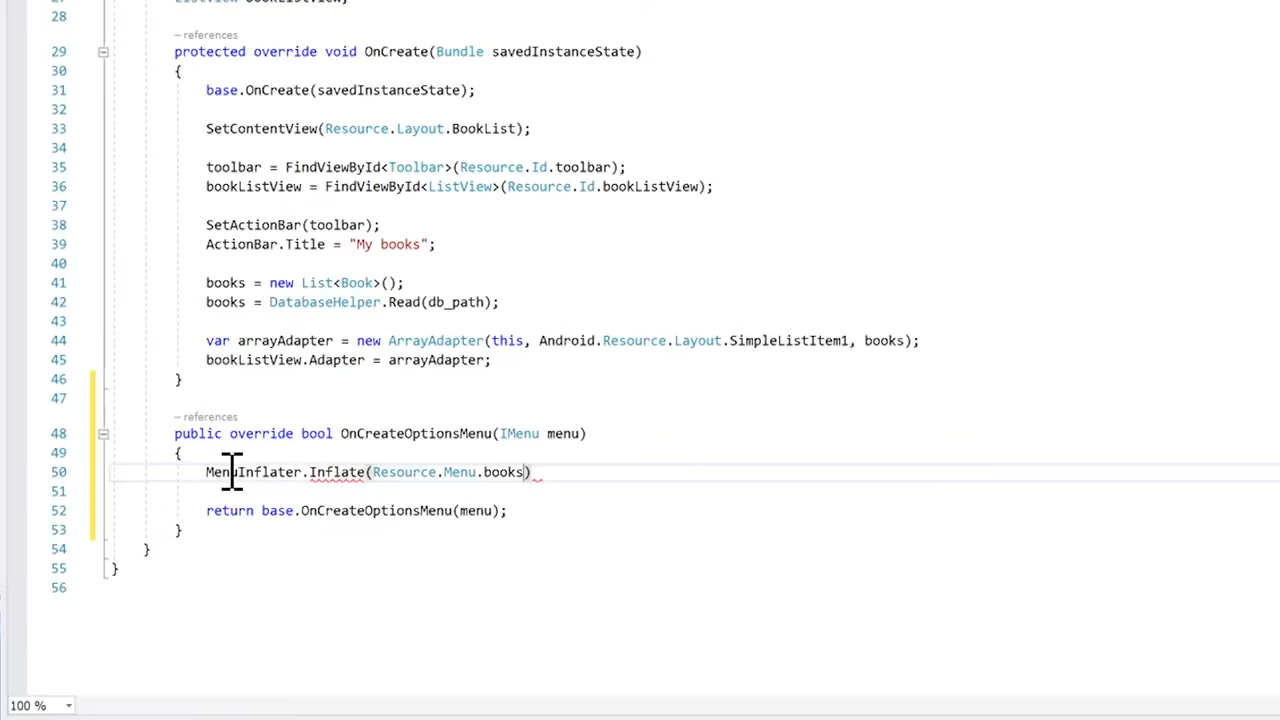 28
– references
29 protected override void OnCreate(Bundle savedInstanceState)
30 {
31 base.OnCreate(savedInstanceState);
32
33 SetContentView(Resource.Layout.BookList);
34
35 toolbar = FindViewById<Toolbar>(Resource.Id.toolbar);
36 bookListView = FindViewById<ListView>(Resource.Id.bookListView);
37
38 SetActionBar(toolbar);
39 ActionBar.Title = "My books";
40
41 books = new List<Book>();
42 books = DatabaseHelper.Read(db_path);
43
44 var arrayAdapter = new ArrayAdapter(this, Android.Resource.Layout.SimpleListItem1, books);
45 bookListView.Adapter = arrayAdapter;
46 }
47
– references
48 public override bool OnCreateOptionsMenu(IMenu menu)
49 {
50 MenuInflater.Inflate(Resource.Menu.books)
51
52 return base.OnCreateOptionsMenu(menu);
53 }
54 }
55 }
56
100 %